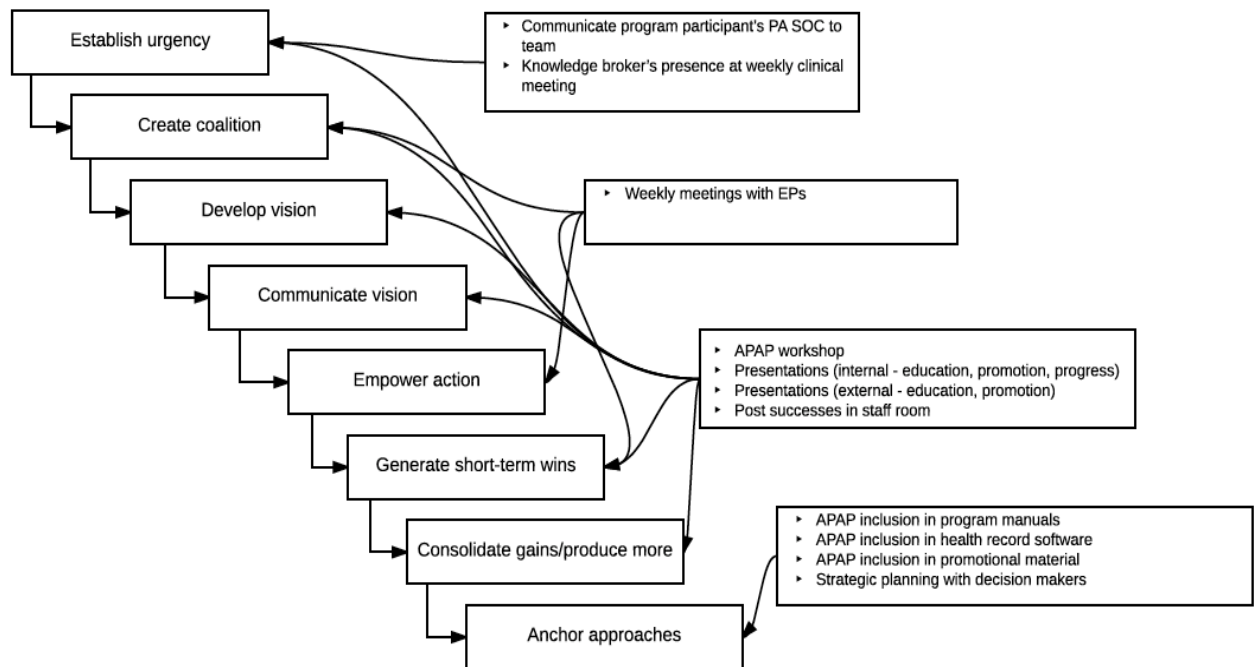 Establish urgency
‣ Communicate program participant's PA SOC to
team
‣ Knowledge broker's presence at weekly clinical
meeting
Create coalition
‣ Weekly meetings with EPs
Develop vision
Communicate vision
‣ APAP workshop
‣ Presentations (internal - education, promotion, progress)
‣ Presentations (external - education, promotion)
‣ Post successes in staff room
Empower action
Generate short-term wins
Consolidate gains/produce more
‣ APAP inclusion in program manuals
‣ APAP inclusion in health record software
‣ APAP inclusion in promotional material
‣ Strategic planning with decision makers
Anchor approaches